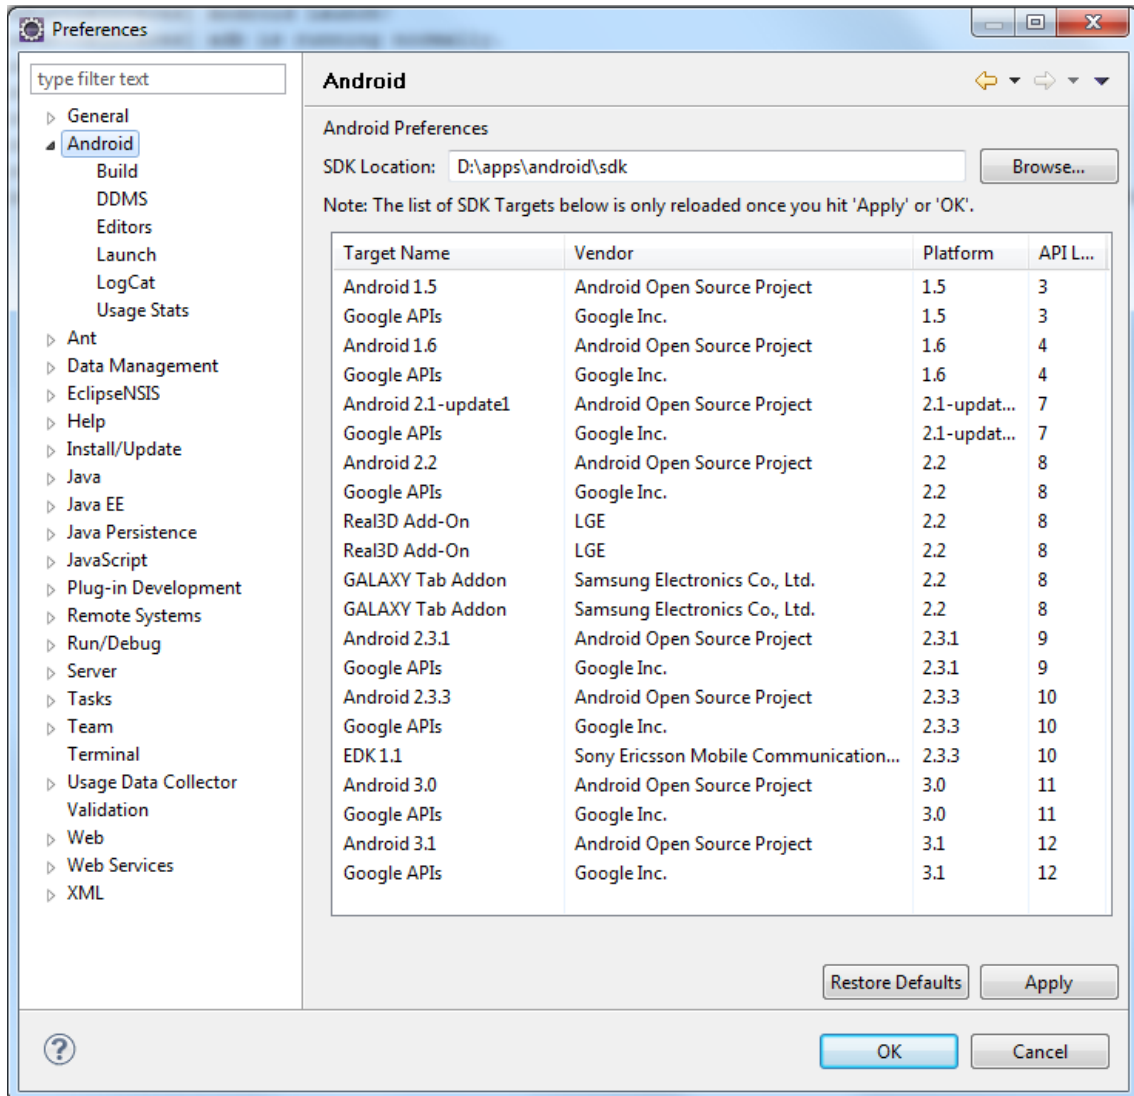 Preferences
type filter text
General
Android
Build
DDMS
Editors
Launch
LogCat
Usage Stats
Ant
Data Management
EclipseNSIS
Help
Install/Update
Java
Java EE
Java Persistence
JavaScript
Plug-in Development
Remote Systems
Run/Debug
Server
Tasks
Team
Terminal
Usage Data Collector
Validation
Web
Web Services
XML
Android
Android Preferences
SDK Location: D:\apps\android\sdk Browse...
Note: The list of SDK Targets below is only reloaded once you hit 'Apply' or 'OK'.
Target Name Vendor Platform API L...
Android 1.5 Android Open Source Project 1.5 3
Google APIs Google Inc. 1.5 3
Android 1.6 Android Open Source Project 1.6 4
Google APIs Google Inc. 1.6 4
Android 2.1-update1 Android Open Source Project 2.1-updat... 7
Google APIs Google Inc. 2.1-updat... 7
Android 2.2 Android Open Source Project 2.2 8
Google APIs Google Inc. 2.2 8
Real3D Add-On LGE 2.2 8
Real3D Add-On LGE 2.2 8
GALAXY Tab Addon Samsung Electronics Co., Ltd. 2.2 8
GALAXY Tab Addon Samsung Electronics Co., Ltd. 2.2 8
Android 2.3.1 Android Open Source Project 2.3.1 9
Google APIs Google Inc. 2.3.1 9
Android 2.3.3 Android Open Source Project 2.3.3 10
Google APIs Google Inc. 2.3.3 10
EDK 1.1 Sony Ericsson Mobile Communication... 2.3.3 10
Android 3.0 Android Open Source Project 3.0 11
Google APIs Google Inc. 3.0 11
Android 3.1 Android Open Source Project 3.1 12
Google APIs Google Inc. 3.1 12
Restore Defaults Apply
OK Cancel